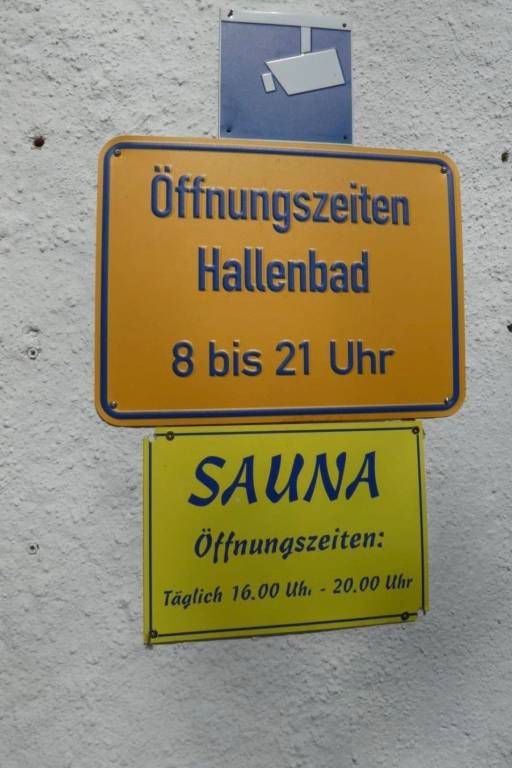 Öffnungszeiten
Hallenbad
8 bis 21 Uhr
SAUNA
Öffnungszeiten:
Täglich 16.00 Uhr - 20.00 Uhr